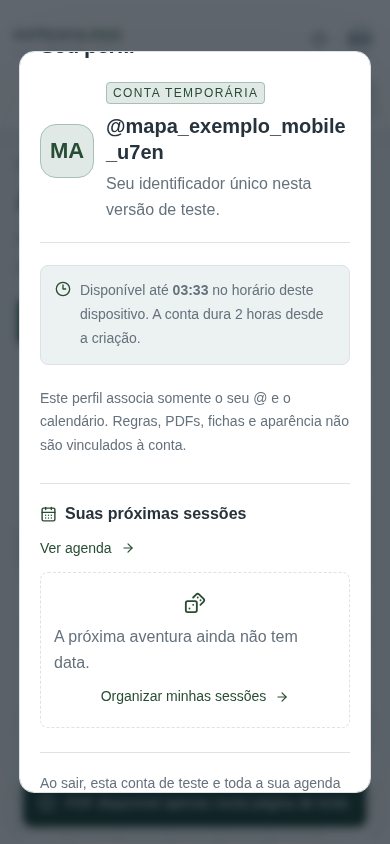 CONTA TEMPORÁRIA
MA
@mapa_exemplo_mobile
_u7en
Seu identificador único nesta
versão de teste.
Disponível até 03:33 no horário deste
dispositivo. A conta dura 2 horas desde
a criação.
Este perfil associa somente o seu @ e o
calendário. Regras, PDFs, fichas e aparência não
são vinculados à conta.
Suas próximas sessões
Ver agenda
A próxima aventura ainda não tem
data.
Organizar minhas sessões
Ao sair, esta conta de teste e toda a sua agenda